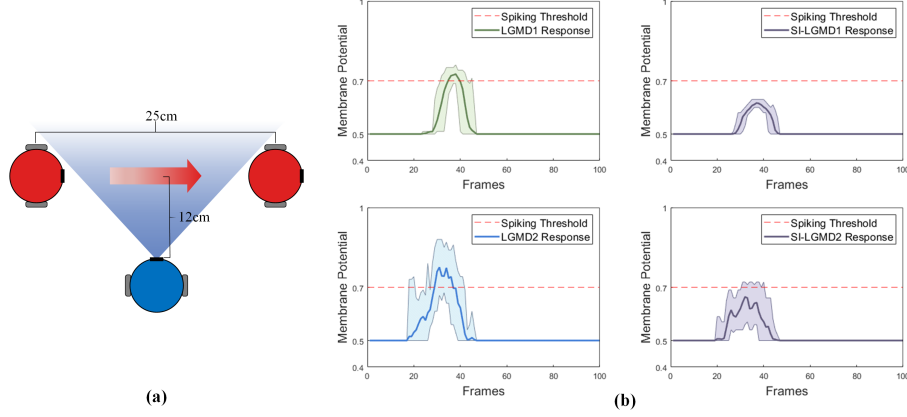 25cm
12cm
(a)
Membrane Potential
1
0.7
0.5
0.4
Spiking Threshold
LGMD1 Response
0 20 40 60 80 100
Frames
Membrane Potential
1
0.7
0.5
0.4
Spiking Threshold
SI-LGMD1 Response
0 20 40 60 80 100
Frames
Membrane Potential
1
0.7
0.5
0.4
Spiking Threshold
LGMD2 Response
0 20 40 60 80 100
Frames
Membrane Potential
1
0.7
0.5
0.4
Spiking Threshold
SI-LGMD2 Response
0 20 40 60 80 100
Frames
(b)